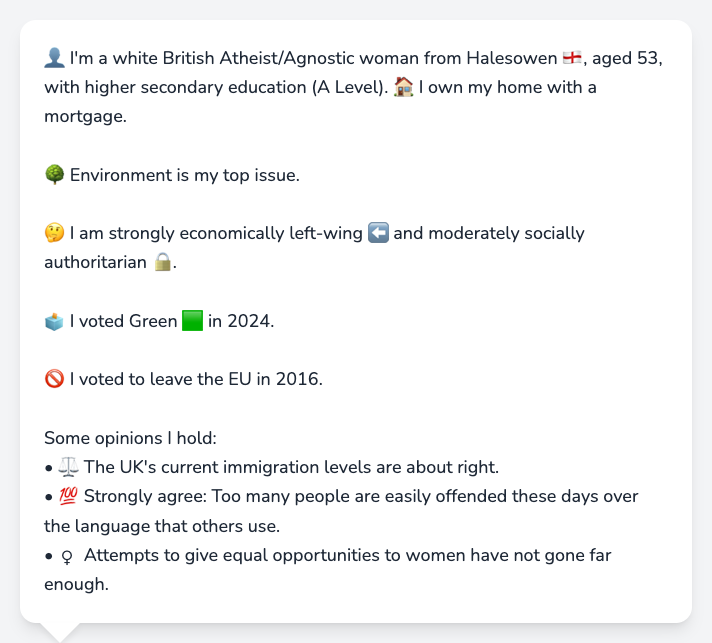 👤 I'm a white British Atheist/Agnostic woman from Halesowen 🏴󠁧󠁢󠁥󠁮󠁧󠁿, aged 53,
with higher secondary education (A Level). 🏠 I own my home with a
mortgage.
🌳 Environment is my top issue.
🤔 I am strongly economically left-wing ⬅️ and moderately socially
authoritarian 🔒.
🗳️ I voted Green 🟩 in 2024.
🚫 I voted to leave the EU in 2016.
Some opinions I hold:
• ⚖️ The UK's current immigration levels are about right.
• 💯 Strongly agree: Too many people are easily offended these days over
the language that others use.
• ♀ Attempts to give equal opportunities to women have not gone far
enough.